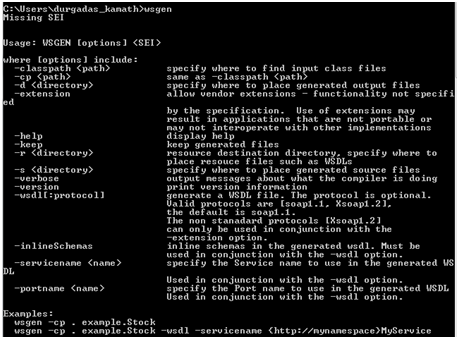 C:\Users\durgadas_kamath>wsgen
Missing SEI
Usage: WSGEN [options] <SEI>
where [options] include:
-classpath <path> specify where to find input class files
-cp <path> same as -classpath <path>
-d <directory> specify where to place generated output files
-extension allow vendor extensions - functionality not specifi
ed
by the specification. Use of extensions may
result in applications that are not portable or
may not interoperate with other implementations
-help display help
-keep keep generated files
-r <directory> resource destination directory, specify where to
place resouce files such as WSDLs
-s <directory> specify where to place generated source files
-verbose output messages about what the compiler is doing
-version print version information
-wsdl[:protocol] generate a WSDL file. The protocol is optional.
Valid protocols are [soap1.1, Xsoap1.2],
the default is soap1.1.
The non stanadard protocols [Xsoap1.2]
can only be used in conjunction with the
-extension option.
-inlineSchemas inline schemas in the generated wsdl. Must be
used in conjunction with the -wsdl option.
-servicename <name> specify the Service name to use in the generated WS
DL
Used in conjunction with the -wsdl option.
-portname <name> specify the Port name to use in the generated WSDL
Used in conjunction with the -wsdl option.
Examples:
wsgen -cp . example.Stock
wsgen -cp . example.Stock -wsdl -servicename {http://mynamespace}MyService